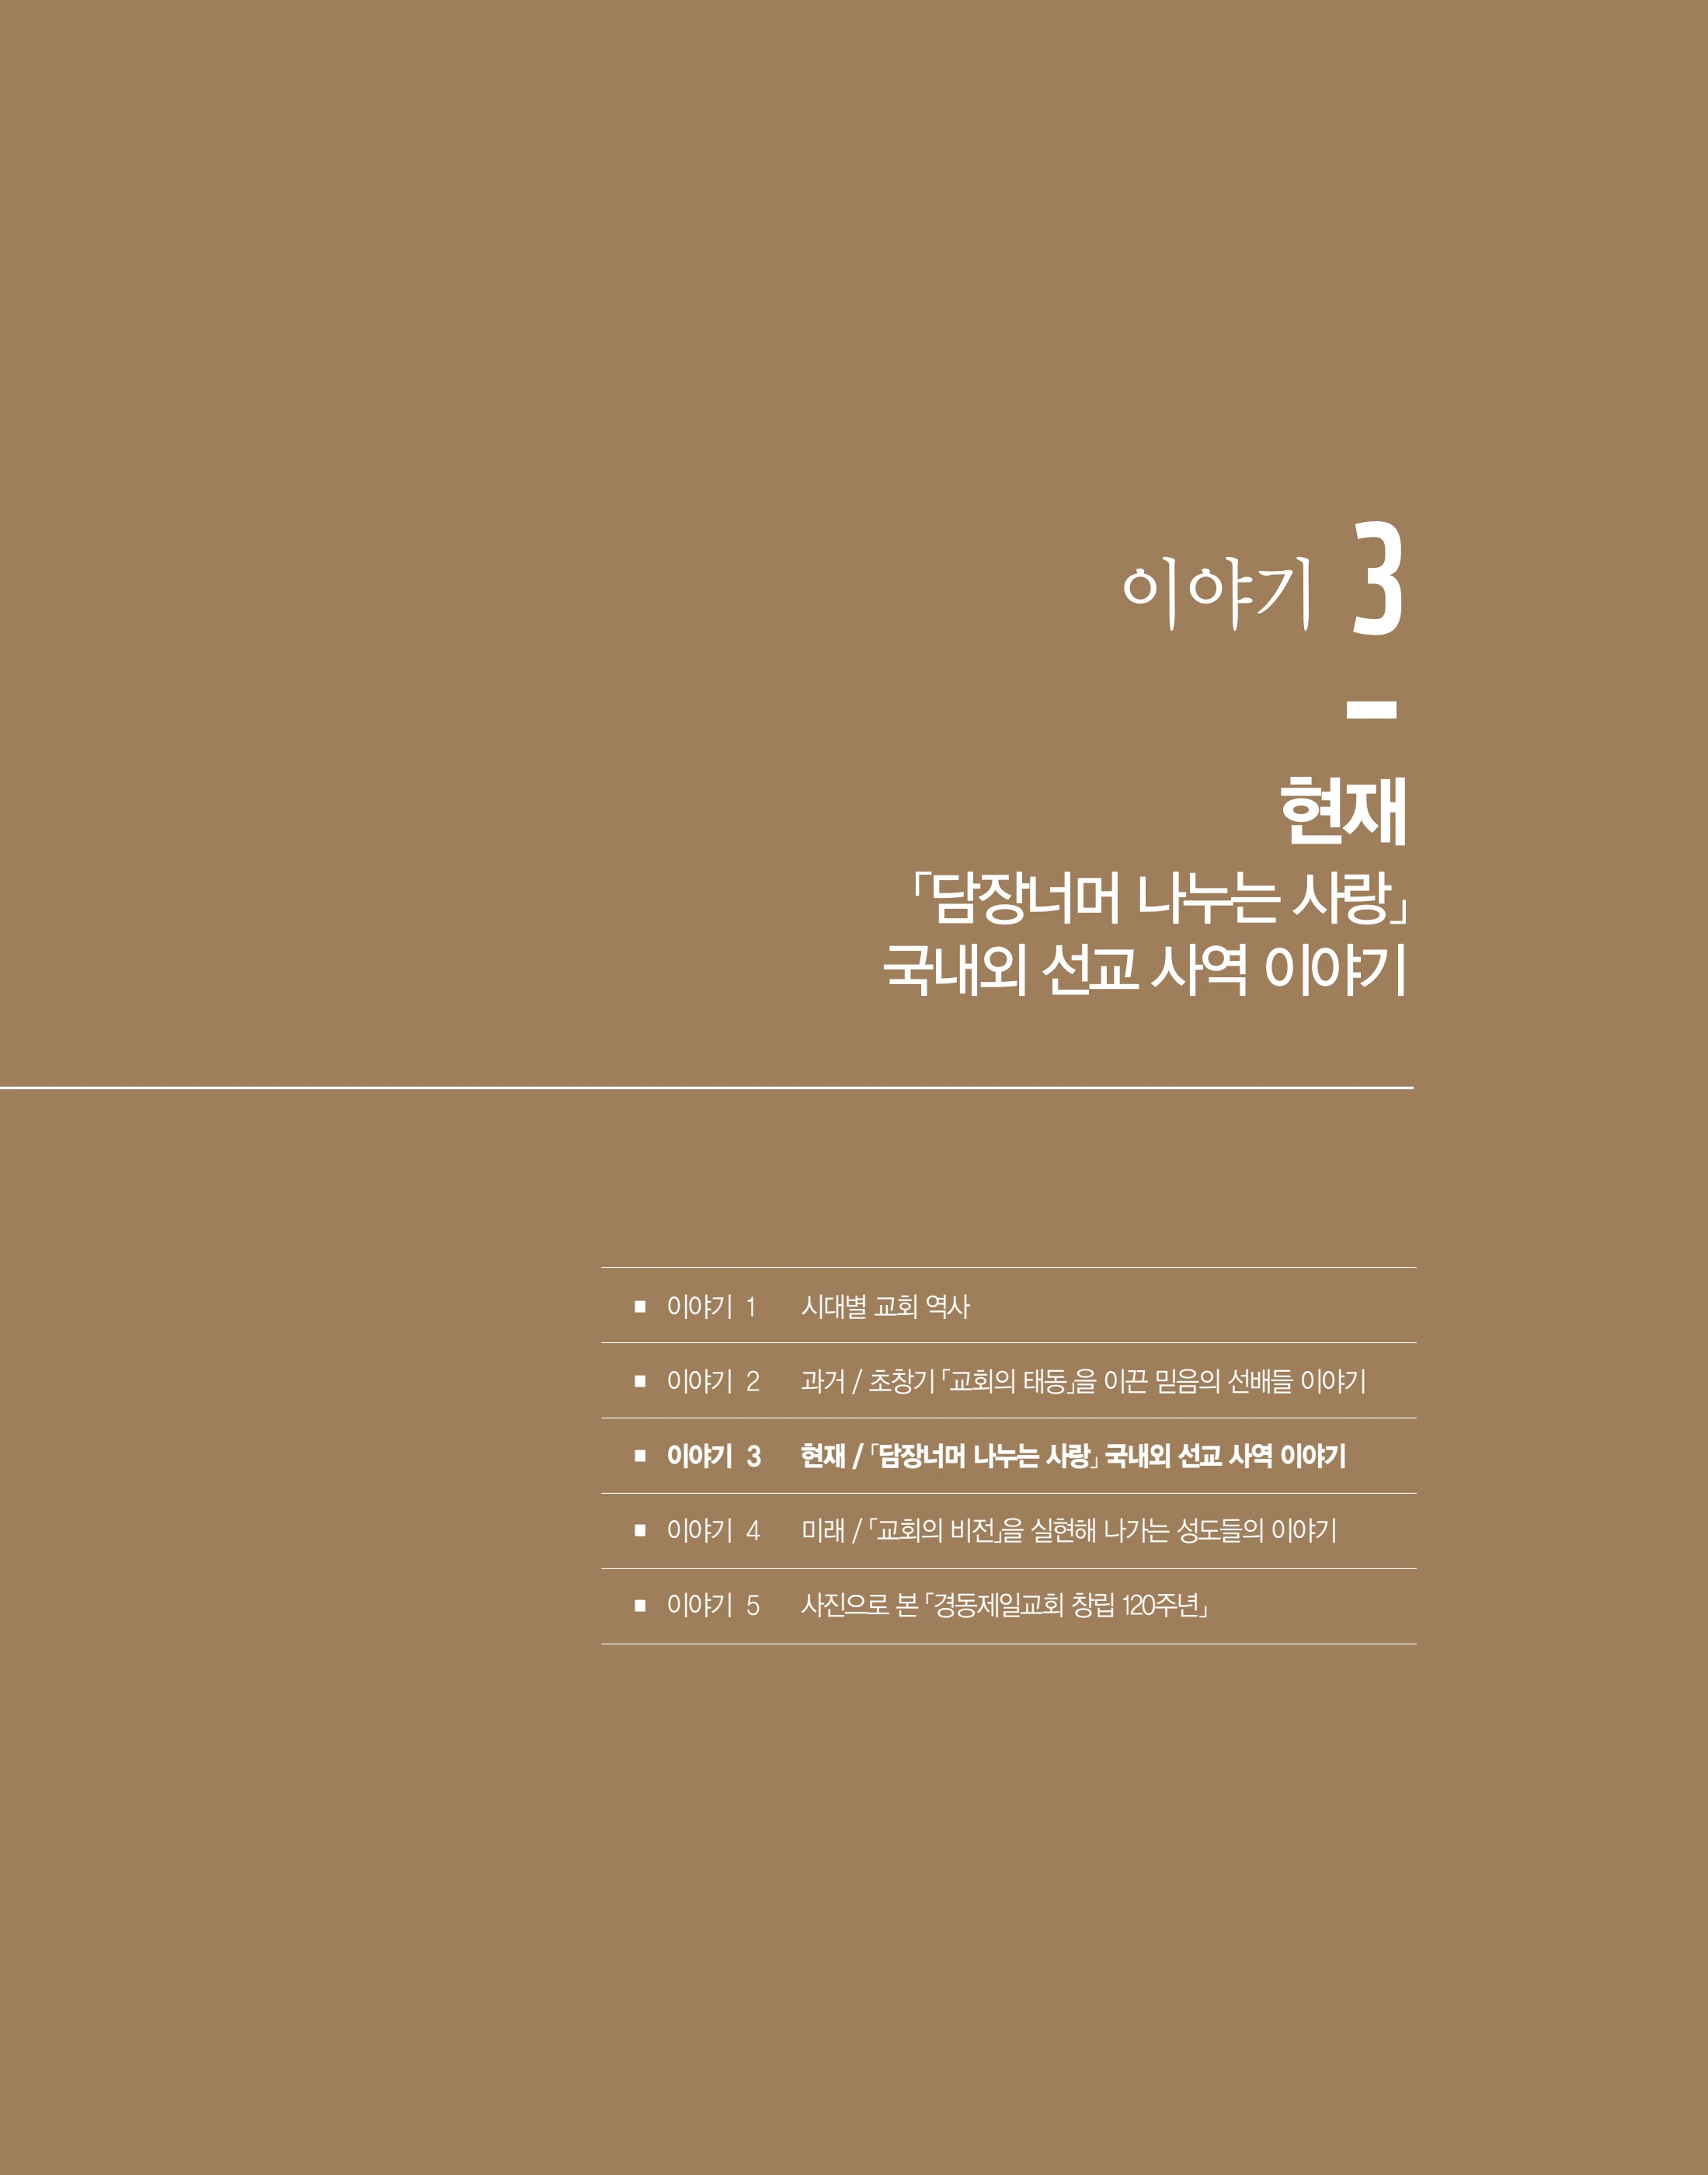 이야기 3
현재
「담장너머 나누는 사랑」
국내외 선교 사역 이야기
■ 이야기 1 시대별 교회 역사
■ 이야기 2 과거 / 초창기 「교회의 태동」을 이끈 믿음의 선배들 이야기
■ 이야기 3 현재 / 「담장너머 나누는 사랑」 국내외 선교 사역 이야기
■ 이야기 4 미래 / 「교회의 비전」을 실현해 나가는 성도들의 이야기
■ 이야기 5 사진으로 본 「경동제일교회 창립 120주년」